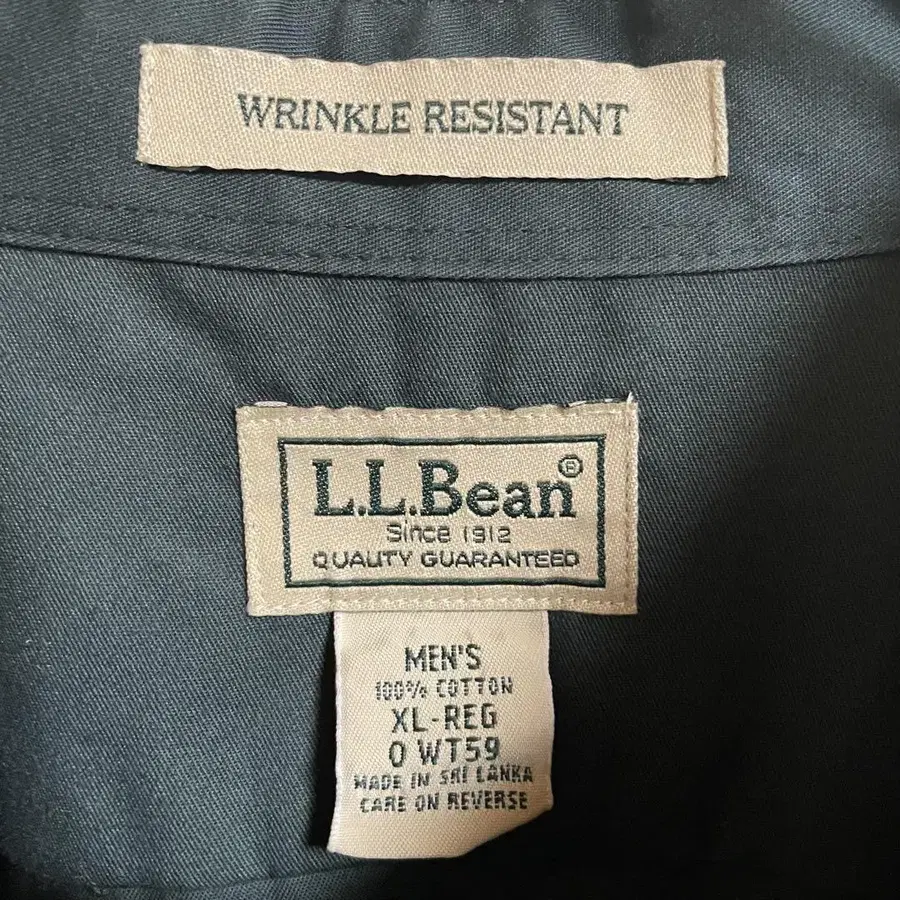 WRINKLE RESISTANT
L.L.Bean®
Since 1912
QUALITY GUARANTEED
MEN'S
100% COTTON
XL-REG
0 WT59
MADE IN SRI LANKA
CARE ON REVERSE